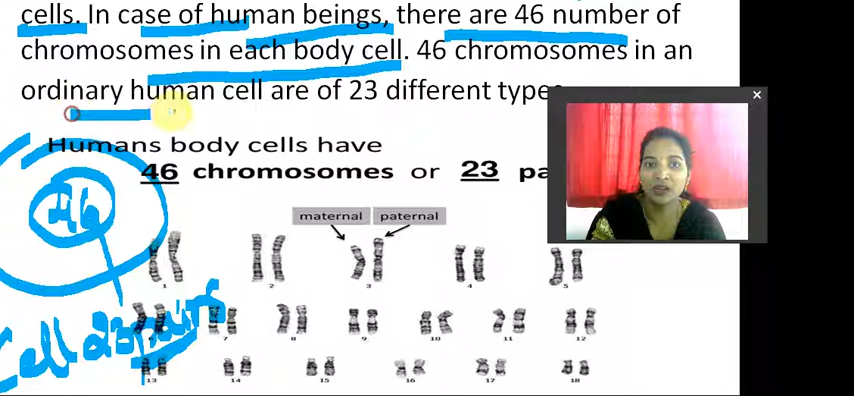 cells. In case of human beings, there are 46 number of
chromosomes in each body cell. 46 chromosomes in an
ordinary human cell are of 23 different type
Humans body cells have
46 chromosomes or 23 pa
maternal paternal
46
1 2 3 4 5
7 8 9 10 11 12
Cell 23 pairs
13 14 15 16 17 18